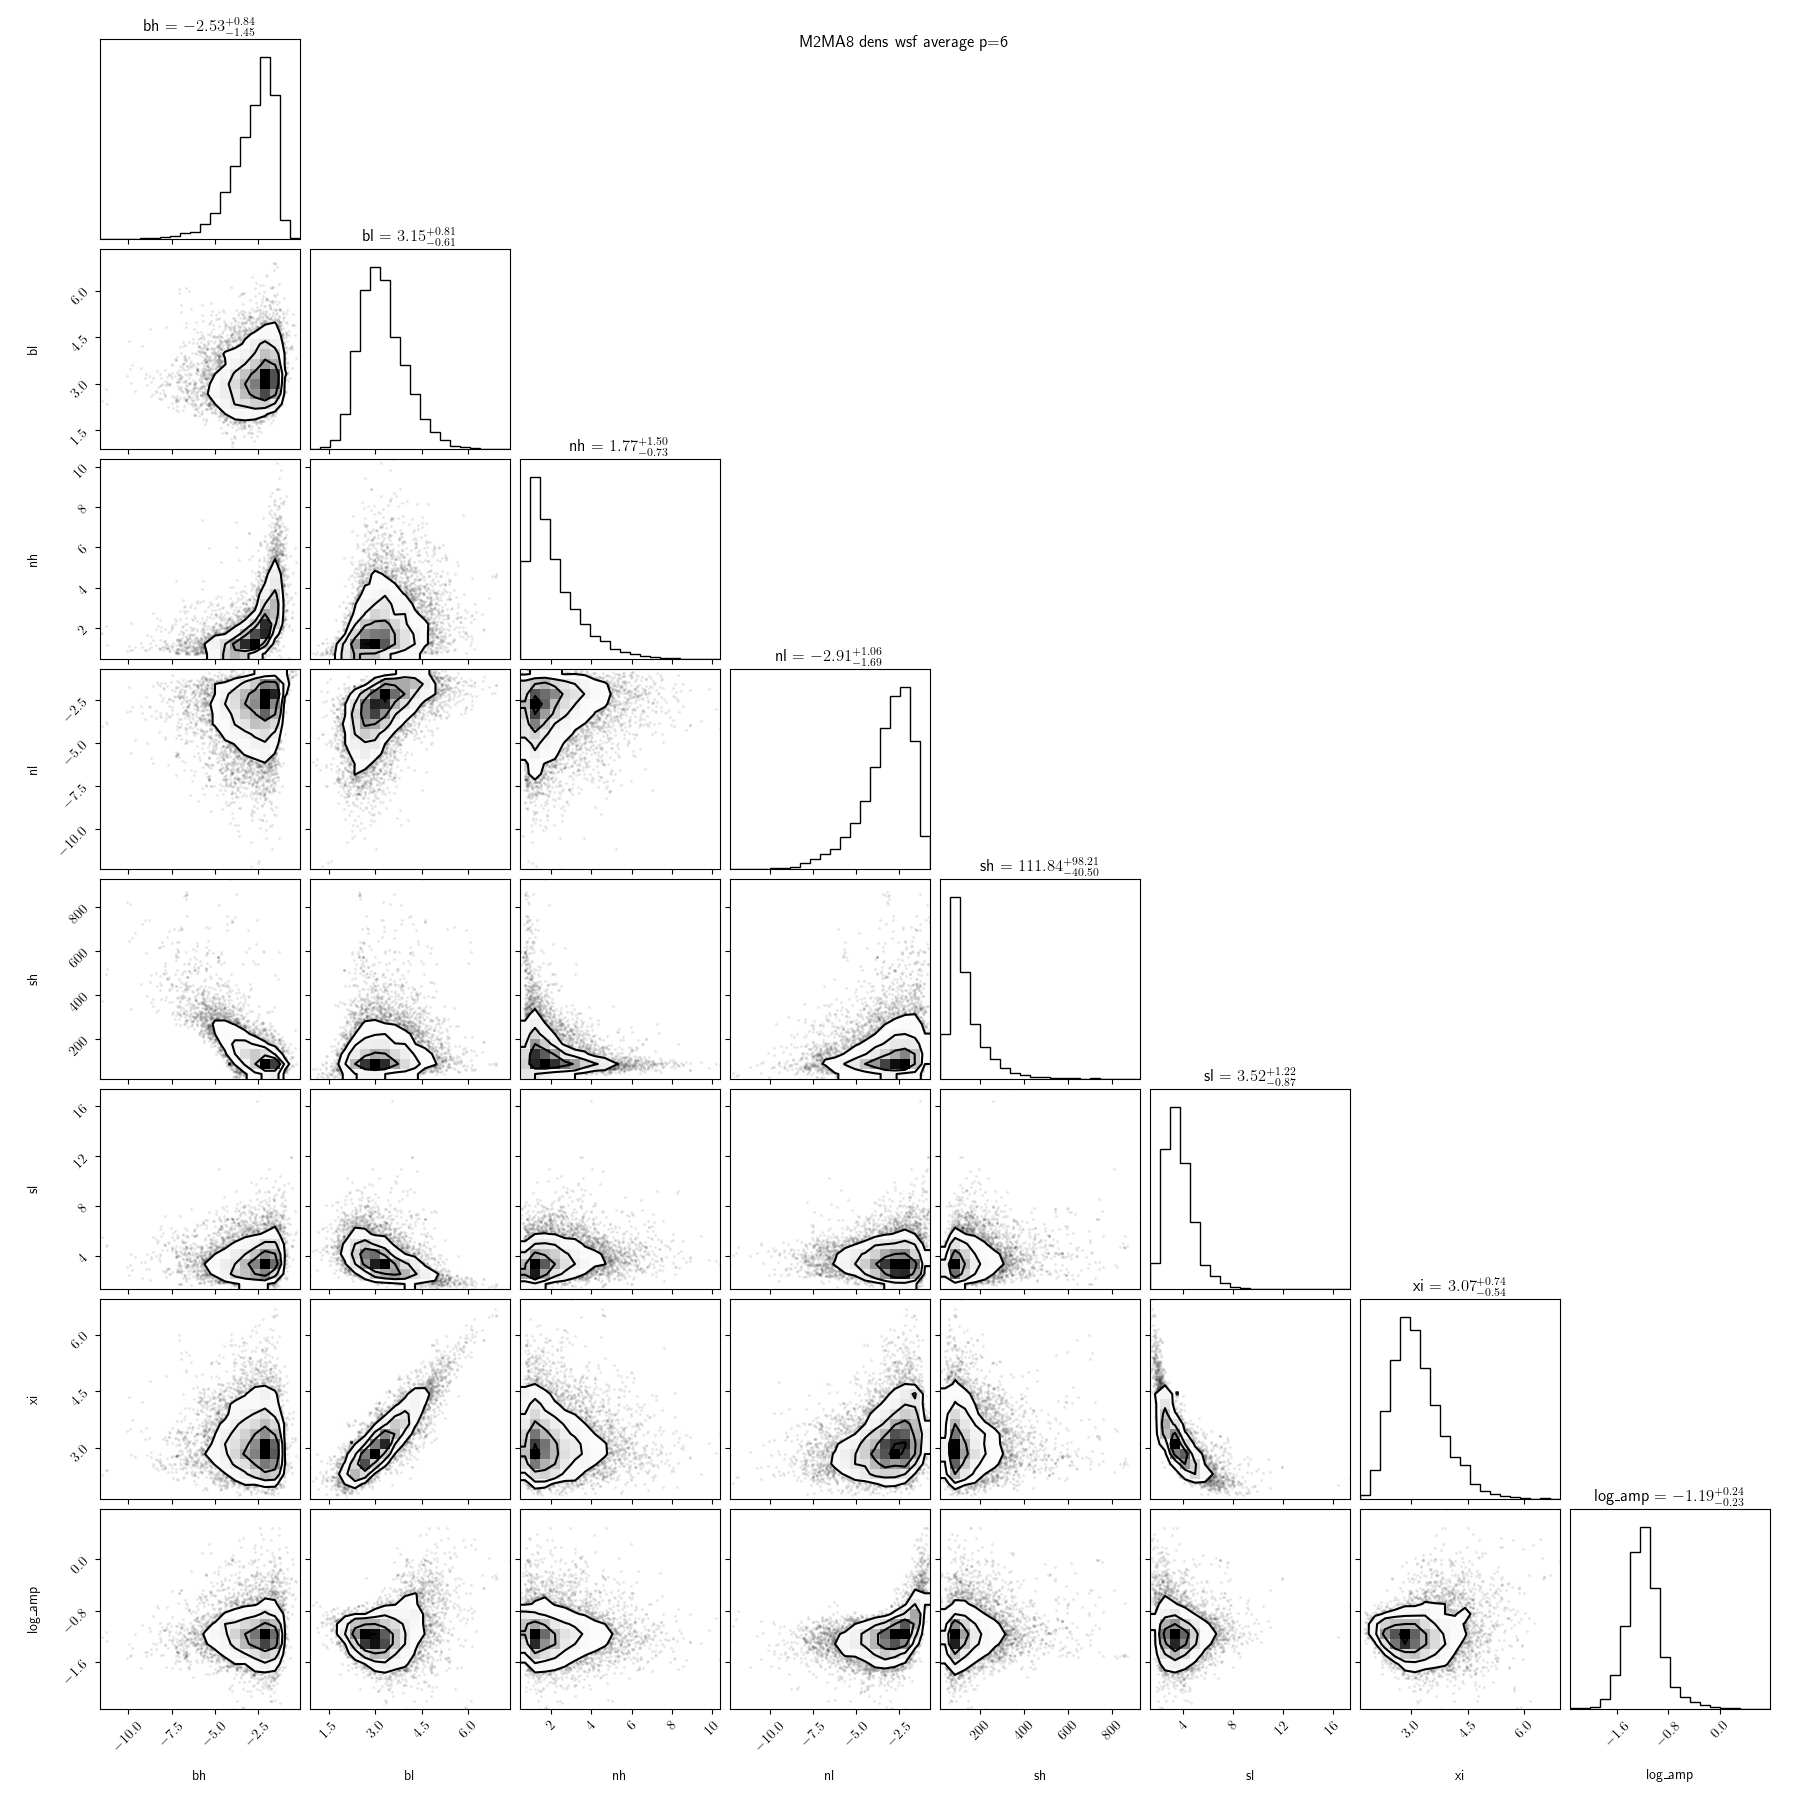 bh = −2.53 +0.84 −1.45
M2MA8 dens wsf average p=6
bl = 3.15 +0.81 −0.61
6.0
4.5
3.0
1.5
bl
nh = 1.77 +1.50 −0.73
10
8
6
4
2
nh
nl = −2.91 +1.06 −1.69
−2.5
−5.0
−7.5
−10.0
nl
sh = 111.84 +98.21 −40.50
800
600
400
200
sh
sl = 3.52 +1.22 −0.87
16
12
8
4
sl
xi = 3.07 +0.74 −0.54
6.0
4.5
3.0
xi
log_amp = −1.19 +0.24 −0.23
0.0
−0.8
−1.6
log_amp
−10.0 −7.5 −5.0 −2.5 1.5 3.0 4.5 6.0 2 4 6 8 10 −10.0 −7.5 −5.0 −2.5 200 400 600 800 4 8 12 16 3.0 4.5 6.0 −1.6 −0.8 0.0
bh bl nh nl sh sl xi log_amp